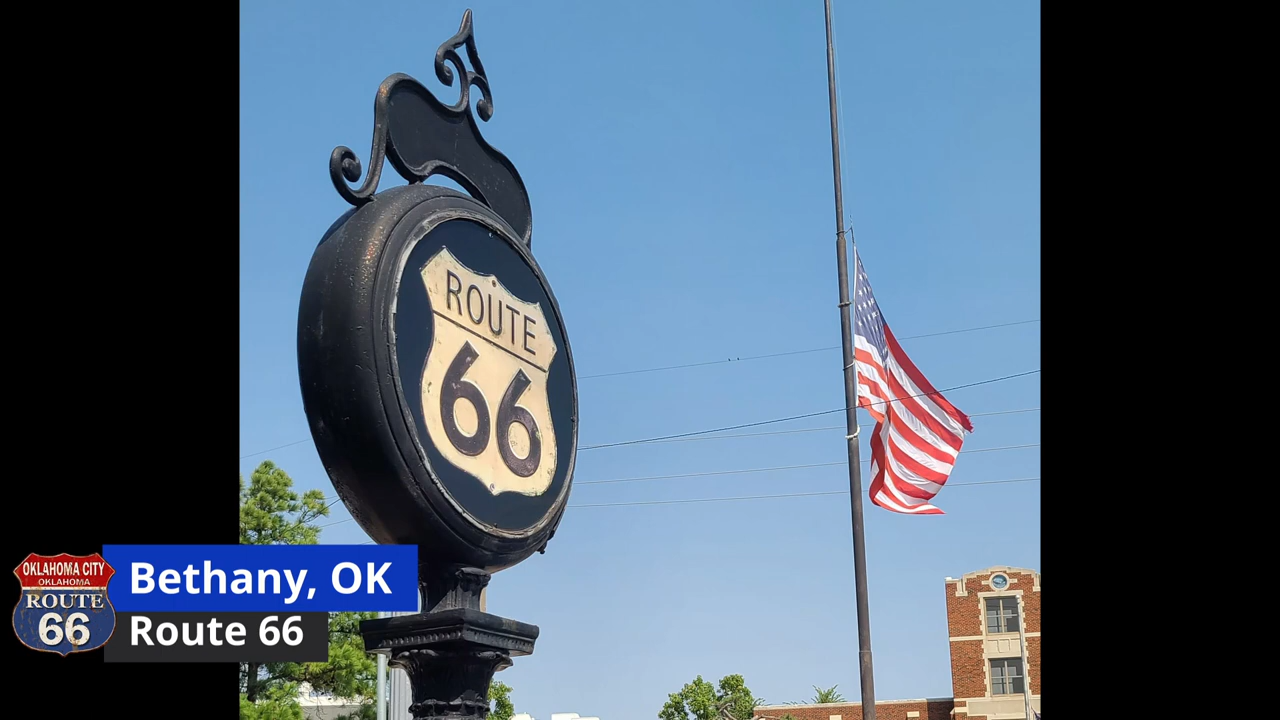 ROUTE
66
OKLAHOMA CITY
OKLAHOMA
ROUTE
66
Bethany, OK
Route 66